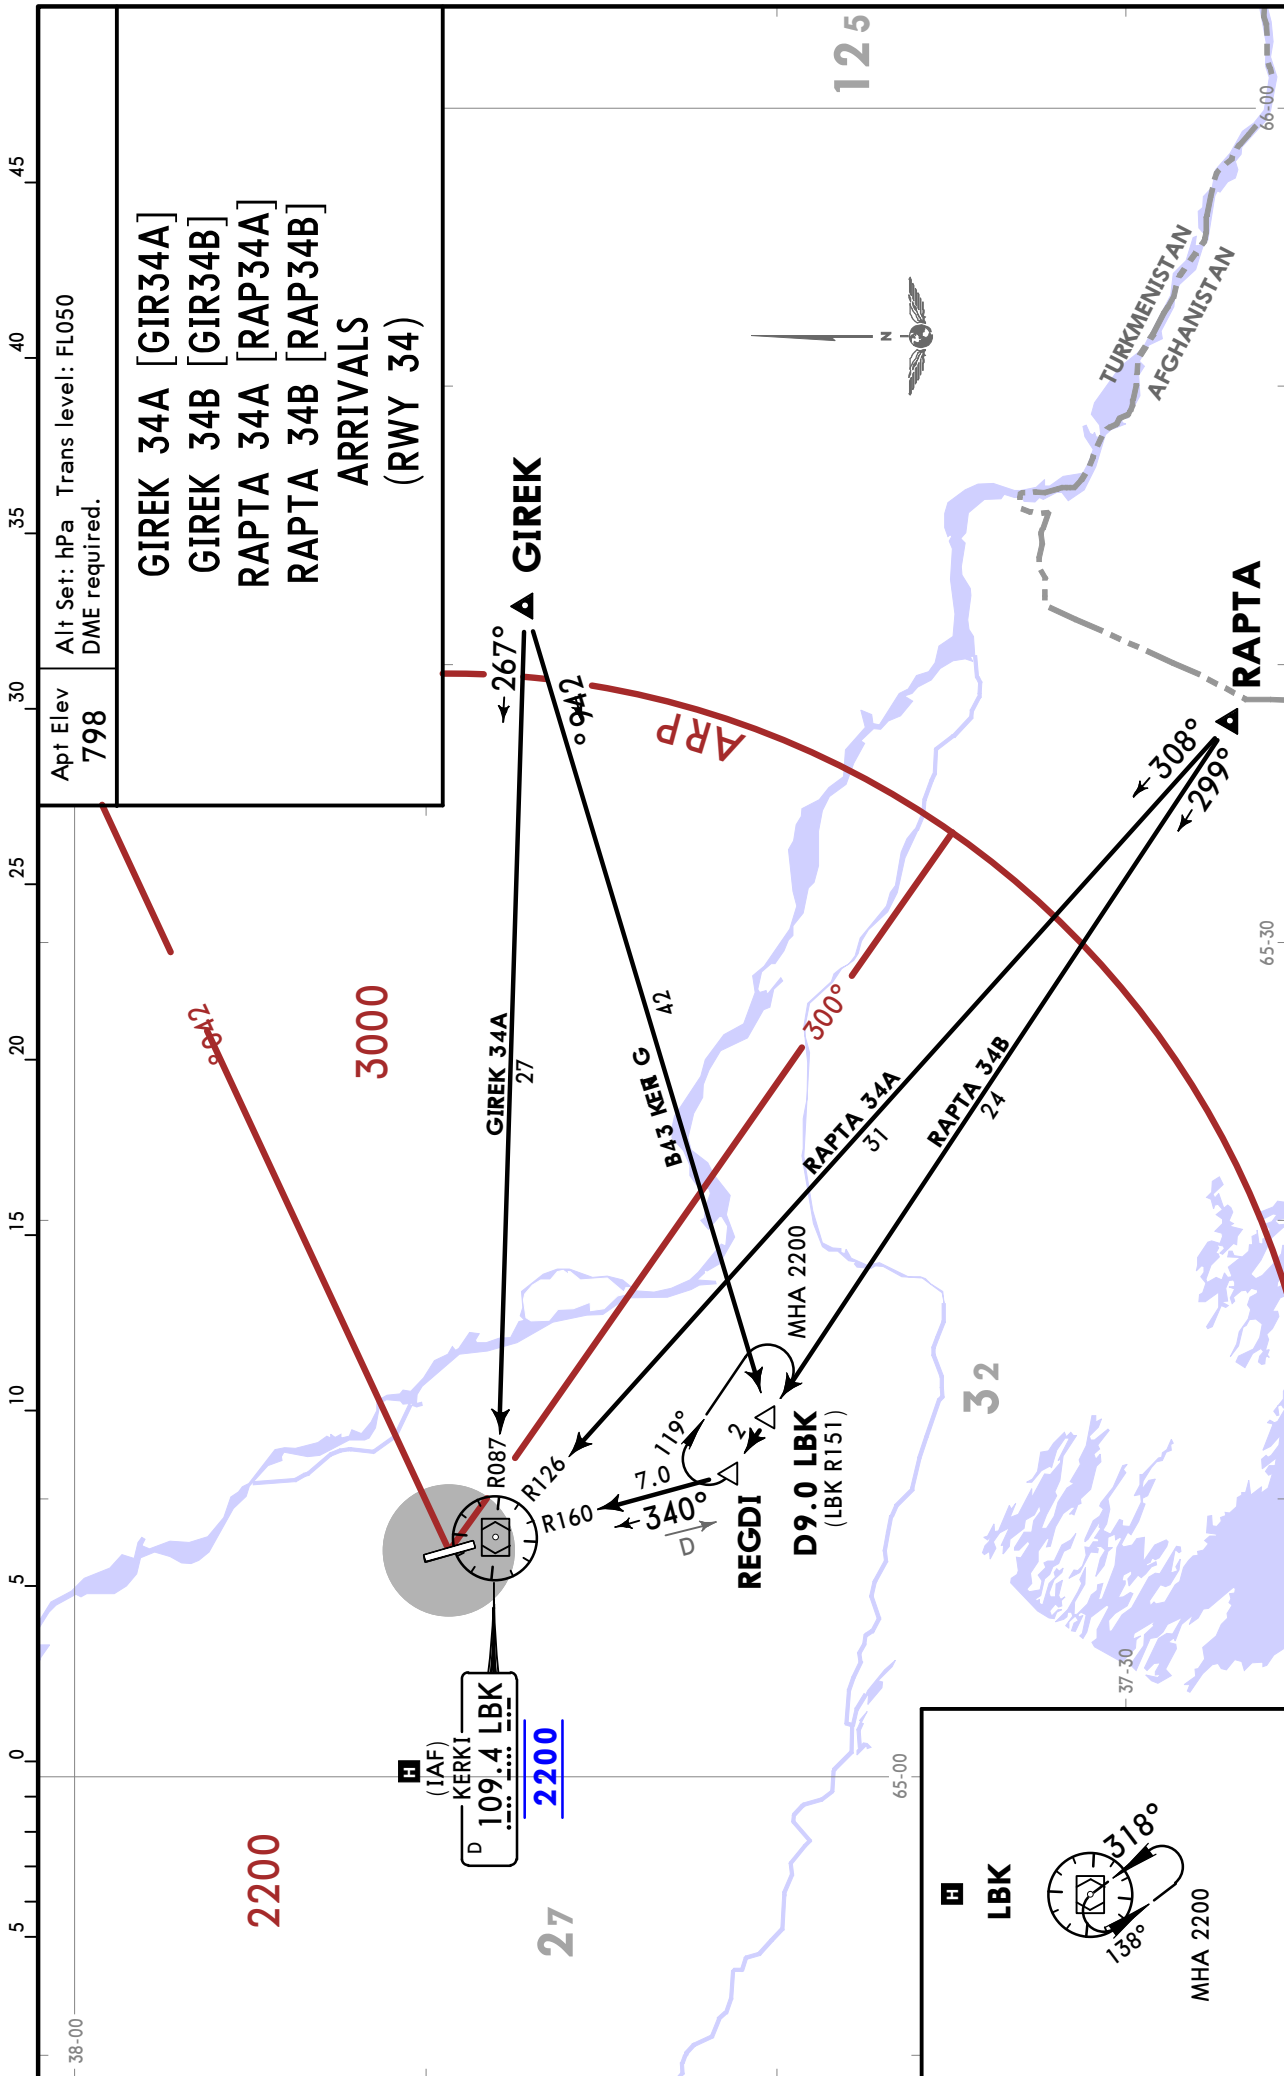 Apt Elev
798
Alt Set: hPa Trans level: FL050
DME required.
GIREK 34A [GIR34A]
GIREK 34B [GIR34B]
RAPTA 34A [RAP34A]
RAPTA 34B [RAP34B]
ARRIVALS
(RWY 34)
5
0
5
10
15
20
25
30
35
40
45
38-00
2200
3000
125
27
32
37-30
65-00
65-30
66-00
N
TURKMENISTAN
AFGHANISTAN
GIREK
267°
°942
ARP
GIREK 34A
27
B43 KER G
42
300°
RAPTA
308°
299°
RAPTA 34A
31
RAPTA 34B
24
R087
R126
R160
340°
D
7.0
119°
2
MHA 2200
REGDI
D9.0 LBK
(LBK R151)
H
(IAF)
KERKI
D 109.4 LBK
2200
H
LBK
318°
138°
MHA 2200